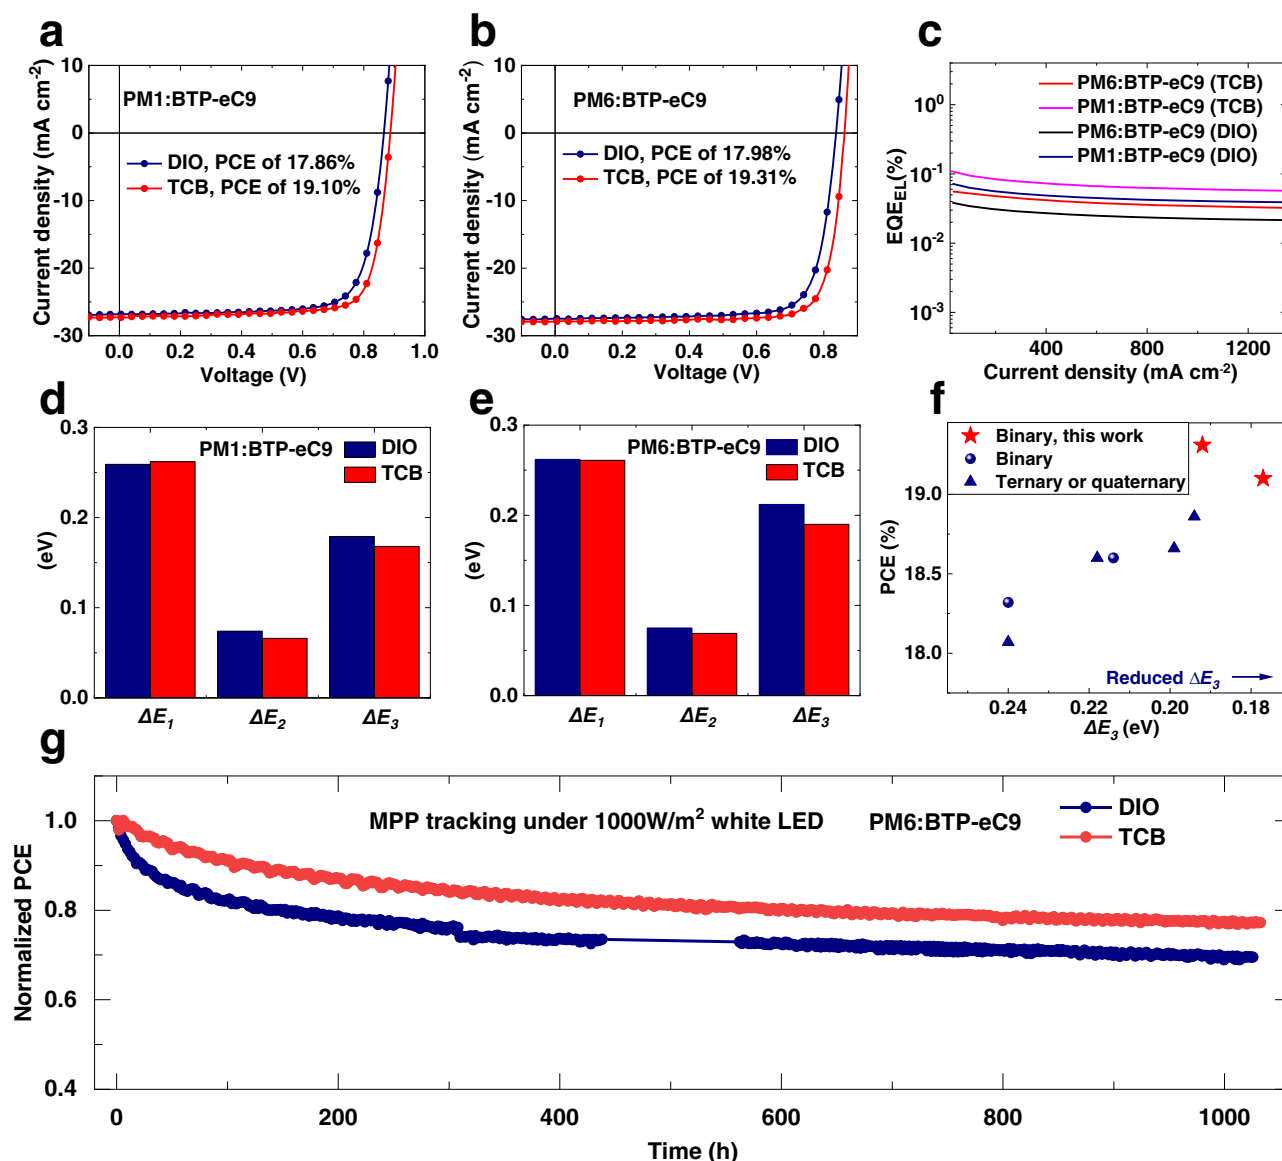 a
10
0
-10
-20
-30
Current density (mA cm-2)
PM1:BTP-eC9
DIO, PCE of 17.86%
TCB, PCE of 19.10%
0.0 0.2 0.4 0.6 0.8 1.0
Voltage (V)
b
10
0
-10
-20
-30
Current density (mA cm-2)
PM6:BTP-eC9
DIO, PCE of 17.98%
TCB, PCE of 19.31%
0.0 0.2 0.4 0.6 0.8
Voltage (V)
c
EQEEL(%)
100
10-1
10-2
10-3
PM6:BTP-eC9 (TCB)
PM1:BTP-eC9 (TCB)
PM6:BTP-eC9 (DIO)
PM1:BTP-eC9 (DIO)
400 800 1200
Current density (mA cm-2)
d
0.3
0.2
0.1
0.0
(eV)
PM1:BTP-eC9
DIO
TCB
ΔE1 ΔE2 ΔE3
e
0.3
0.2
0.1
0.0
(eV)
PM6:BTP-eC9
DIO
TCB
ΔE1 ΔE2 ΔE3
f
Binary, this work
Binary
Ternary or quaternary
19.0
18.5
18.0
PCE (%)
Reduced ΔE3
0.24 0.22 0.20 0.18
ΔE3 (eV)
g
1.0
0.8
0.6
0.4
Normalized PCE
MPP tracking under 1000W/m2 white LED
PM6:BTP-eC9
DIO
TCB
0 200 400 600 800 1000
Time (h)